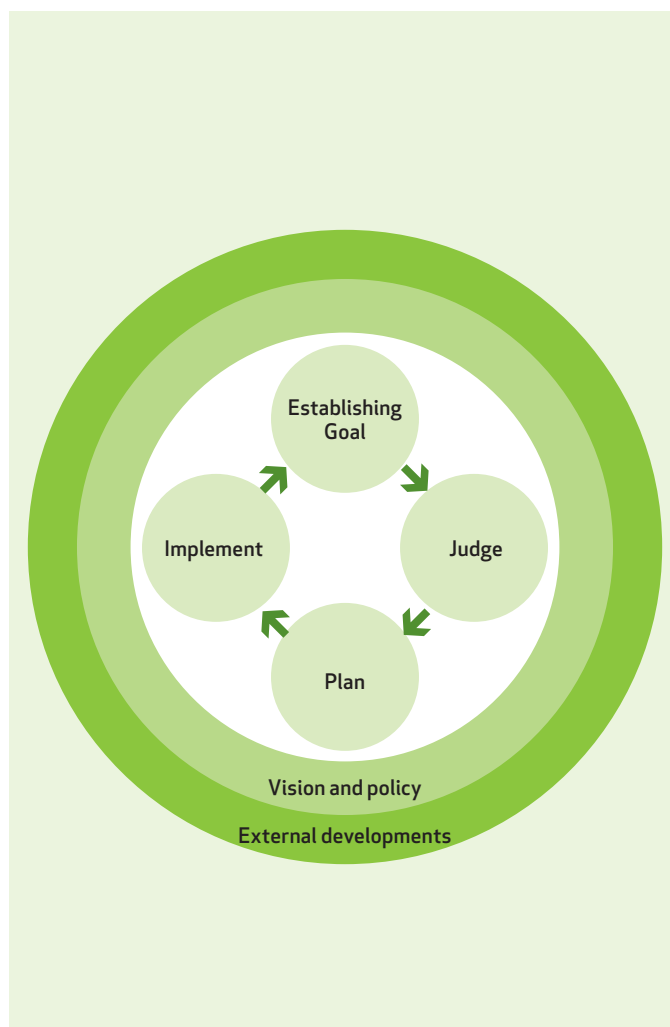 Establishing
Goal
Implement
Judge
Plan
Vision and policy
External developments